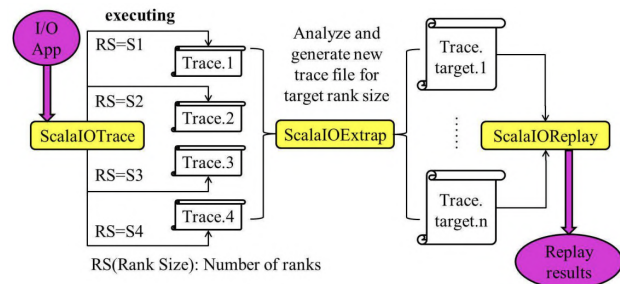 I/O
App
executing
RS=S1
Trace.1
RS=S2
Trace.2
ScalaIOTrace
RS=S3
Trace.3
RS=S4
Trace.4
RS(Rank Size): Number of ranks
Analyze and
generate new
trace file for
target rank size
ScalaIOExtrap
Trace.
target.1
Trace.
target.n
ScalaIOReplay
Replay
results